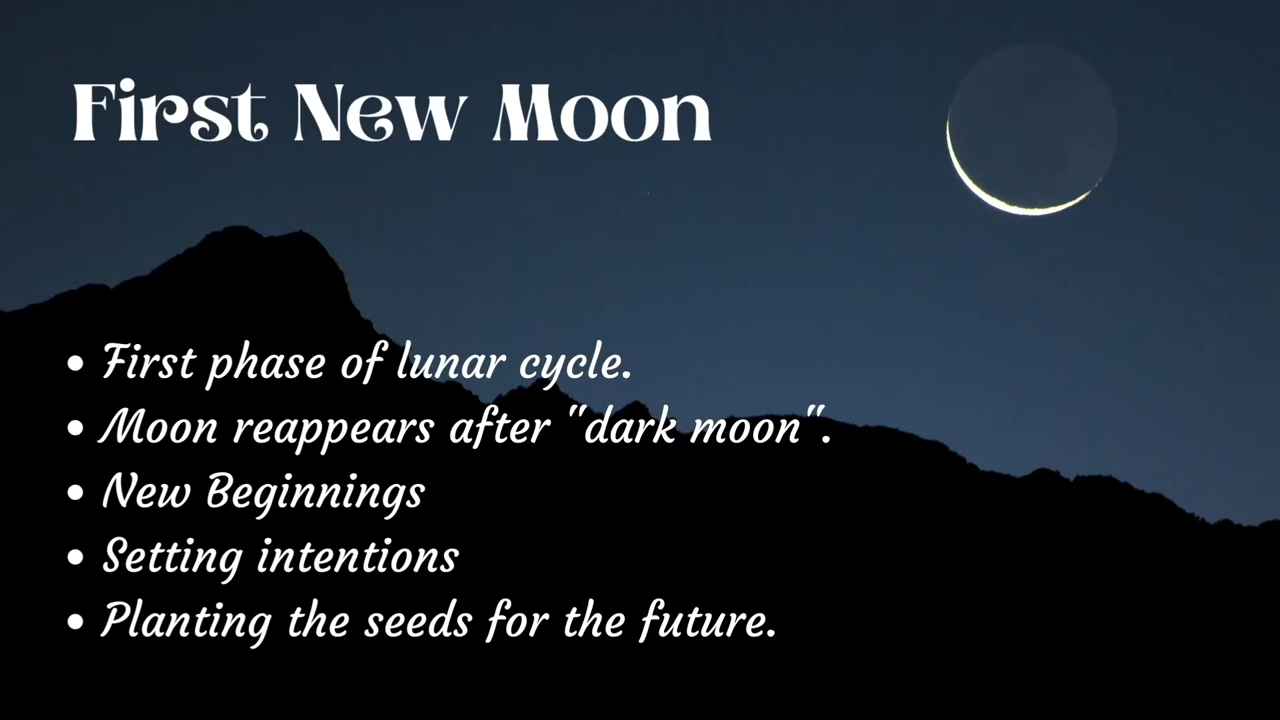 First New Moon
• First phase of lunar cycle.
• Moon reappears after "dark moon".
• New Beginnings
• Setting intentions
• Planting the seeds for the future.